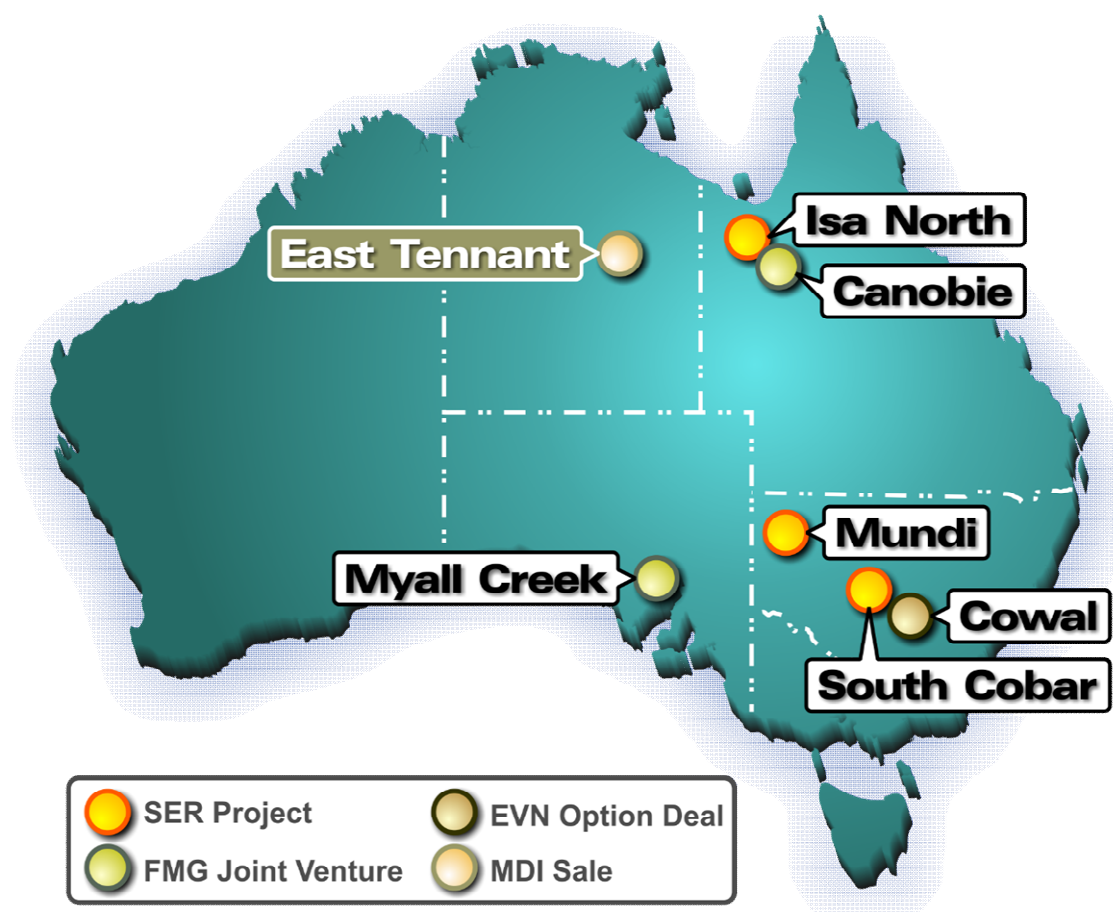 Isa North
East Tennant
Canobie
Mundi
Myall Creek
Cowal
South Cobar
SER Project
EVN Option Deal
FMG Joint Venture
MDI Sale